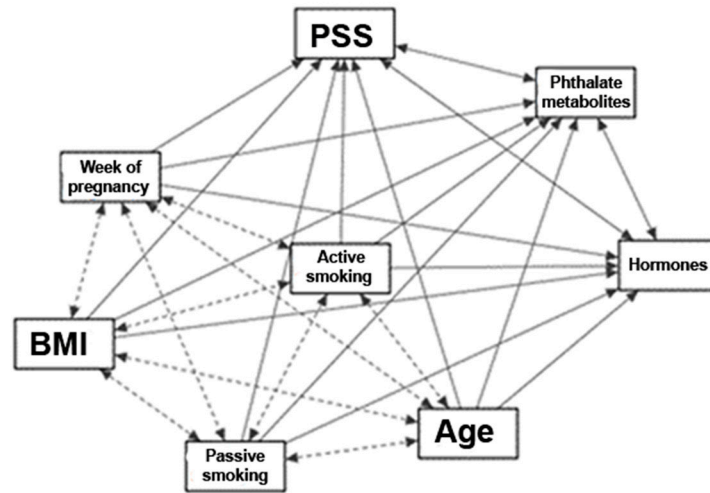 PSS
Phthalate
metabolites
Week of
pregnancy
Active
smoking
Hormones
BMI
Age
Passive
smoking